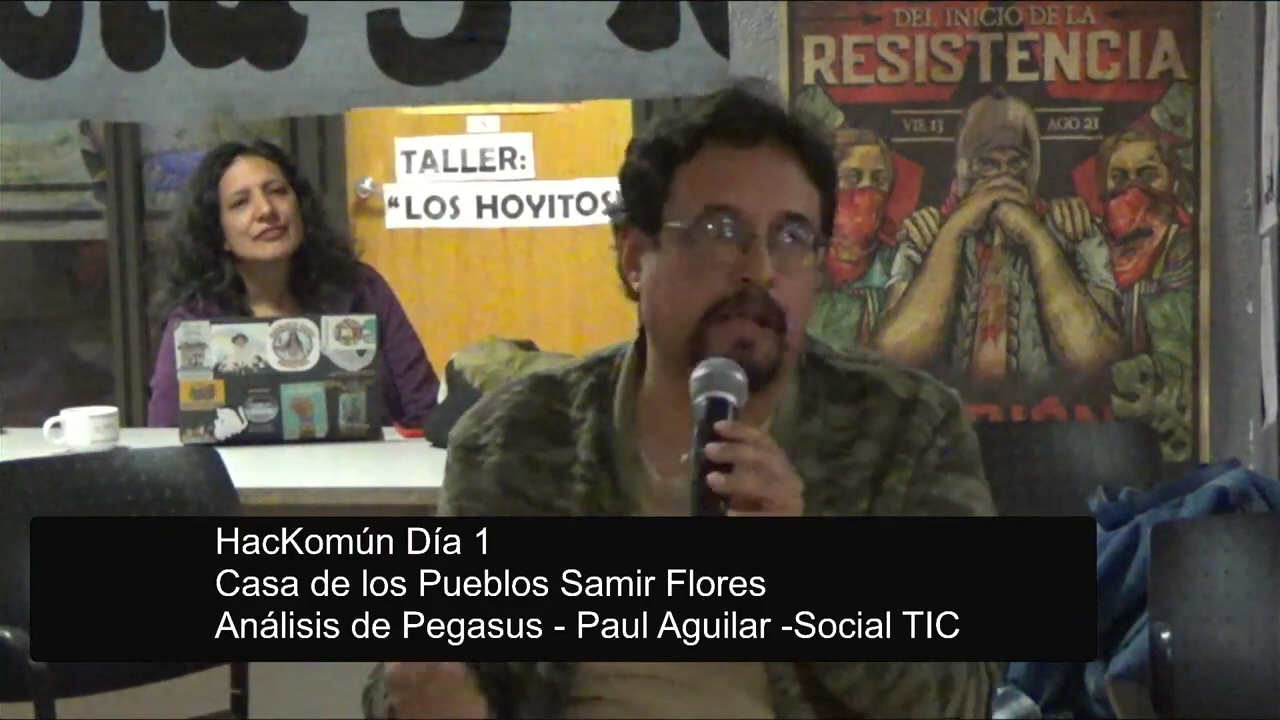 DEL INICIO DE LA
RESISTENCIA
VIE 13
AGO 21
TALLER:
"LOS HOYITOS
HacKomún Día 1
Casa de los Pueblos Samir Flores
Análisis de Pegasus - Paul Aguilar -Social TIC